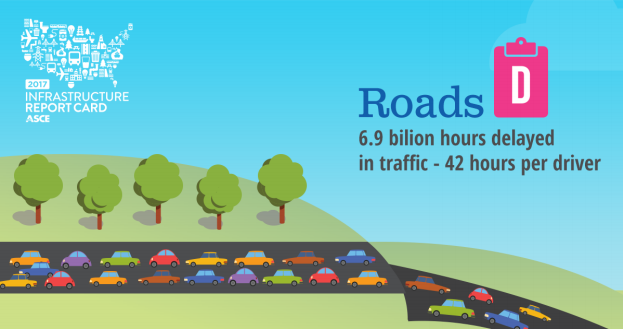 2017
INFRASTRUCTURE
REPORT CARD
ASCE
Roads D
6.9 bilion hours delayed
in traffic - 42 hours per driver